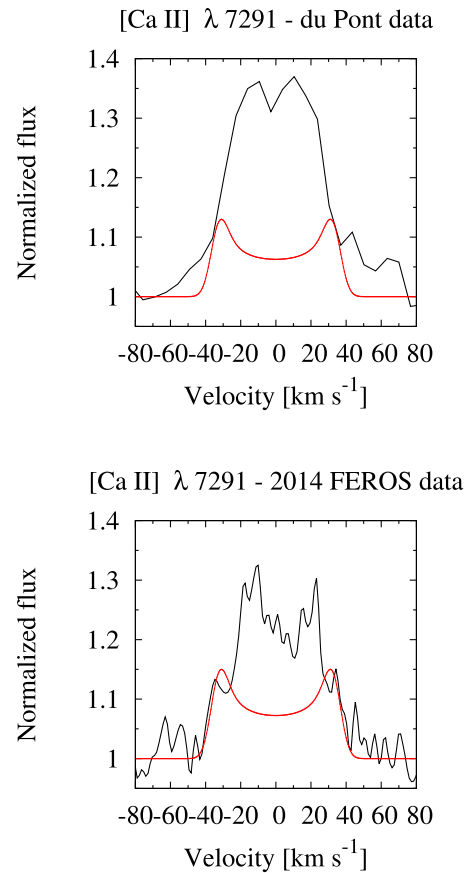 [Ca II] λ 7291 - du Pont data
1.4
1.3
1.2
1.1
1
Normalized flux
-80-60-40-20 0 20 40 60 80
Velocity [km s⁻¹]
[Ca II] λ 7291 - 2014 FEROS data
1.4
1.3
1.2
1.1
1
Normalized flux
-80-60-40-20 0 20 40 60 80
Velocity [km s⁻¹]